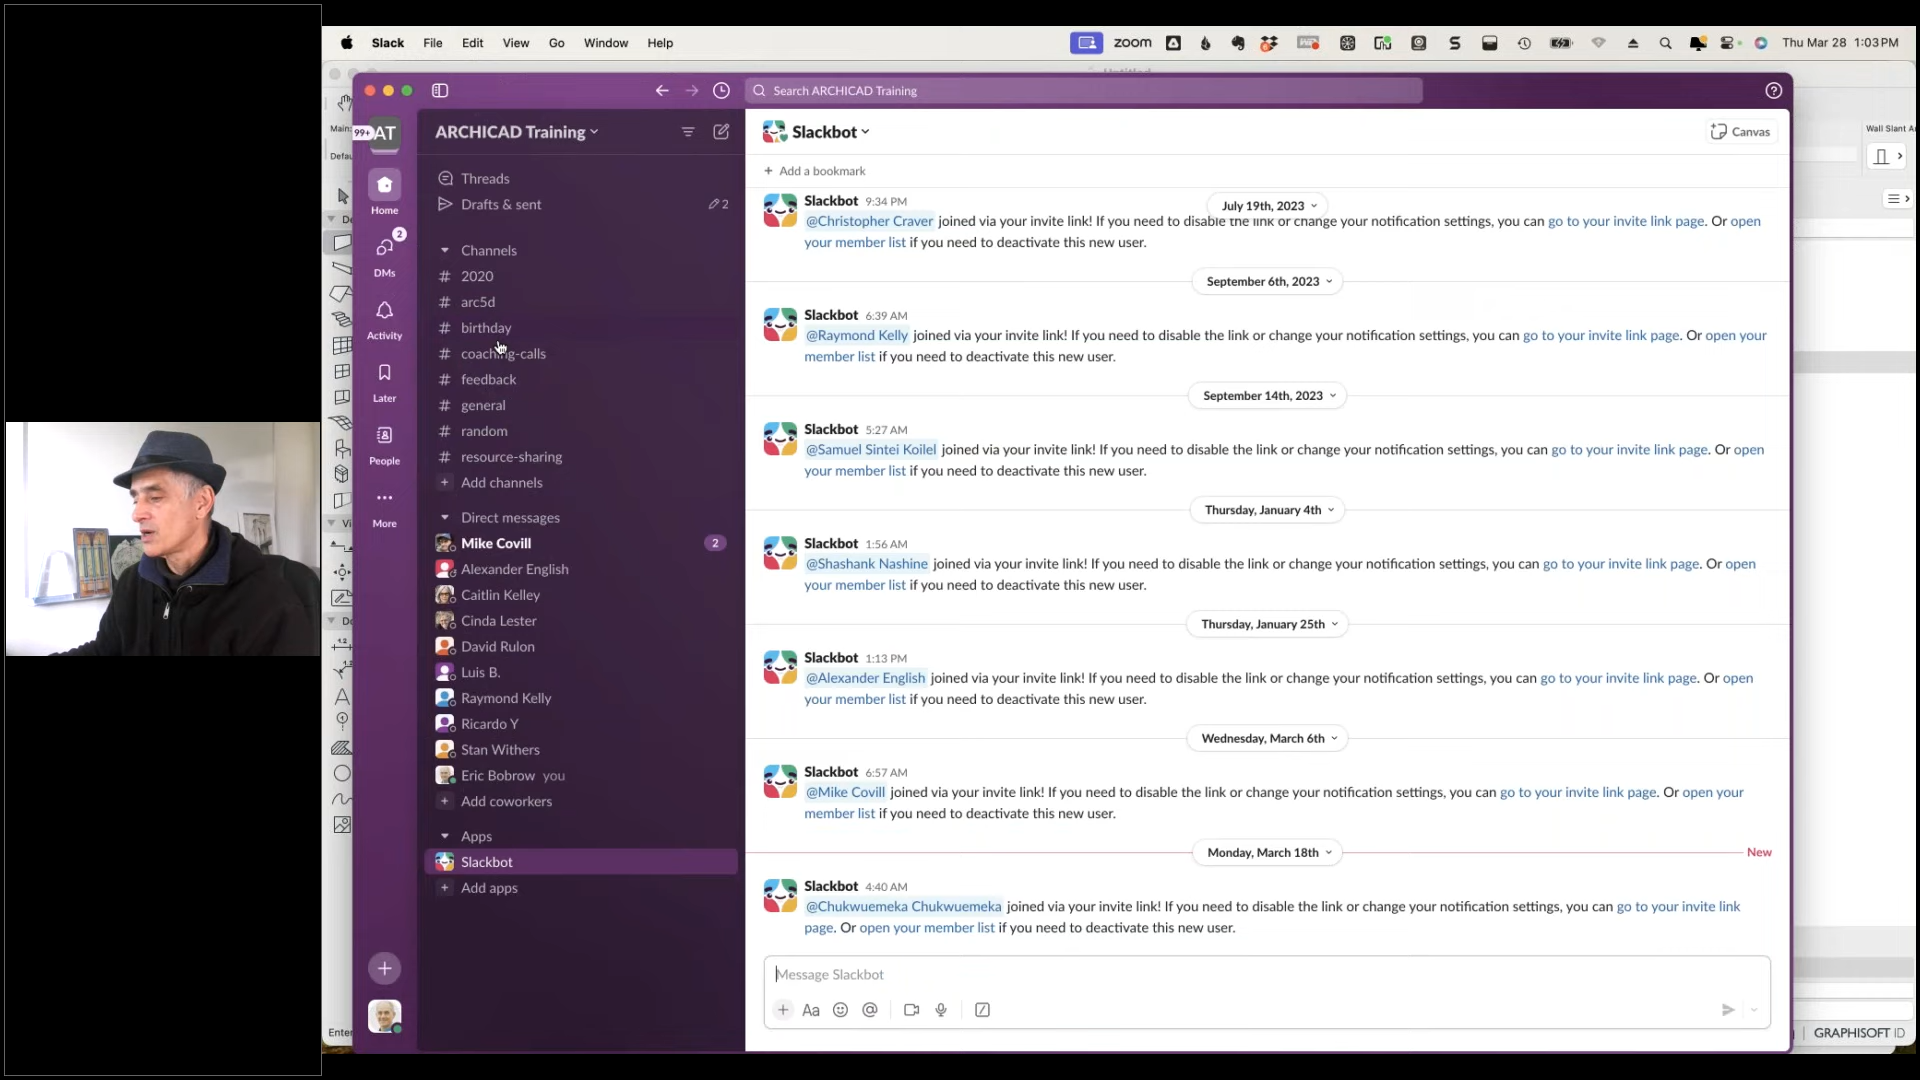 Slack File Edit View Go Window Help
zoom
Thu Mar 28 1:03 PM
Untitled
Search ARCHICAD Training
99+
AT
ARCHICAD Training
Home
2
DMs
Activity
Later
People
More
Threads
Drafts & sent 2
Channels
# 2020
# arc5d
# birthday
# coaching-calls
# feedback
# general
# random
# resource-sharing
+ Add channels
Direct messages
Mike Covill 2
Alexander English
Caitlin Kelley
Cinda Lester
David Rulon
Luis B.
Raymond Kelly
Ricardo Y
Stan Withers
Eric Bobrow you
+ Add coworkers
Apps
Slackbot
+ Add apps
Slackbot
Canvas
+ Add a bookmark
July 19th, 2023
Slackbot 9:34 PM
@Christopher Craver joined via your invite link! If you need to disable the link or change your notification settings, you can go to your invite link page. Or open
your member list if you need to deactivate this new user.
September 6th, 2023
Slackbot 6:39 AM
@Raymond Kelly joined via your invite link! If you need to disable the link or change your notification settings, you can go to your invite link page. Or open your
member list if you need to deactivate this new user.
September 14th, 2023
Slackbot 5:27 AM
@Samuel Sintei Koilel joined via your invite link! If you need to disable the link or change your notification settings, you can go to your invite link page. Or open
your member list if you need to deactivate this new user.
Thursday, January 4th
Slackbot 1:56 AM
@Shashank Nashine joined via your invite link! If you need to disable the link or change your notification settings, you can go to your invite link page. Or open
your member list if you need to deactivate this new user.
Thursday, January 25th
Slackbot 1:13 PM
@Alexander English joined via your invite link! If you need to disable the link or change your notification settings, you can go to your invite link page. Or open
your member list if you need to deactivate this new user.
Wednesday, March 6th
Slackbot 6:57 AM
@Mike Covill joined via your invite link! If you need to disable the link or change your notification settings, you can go to your invite link page. Or open your
member list if you need to deactivate this new user.
Monday, March 18th
New
Slackbot 4:40 AM
@Chukwuemeka Chukwuemeka joined via your invite link! If you need to disable the link or change your notification settings, you can go to your invite link
page. Or open your member list if you need to deactivate this new user.
Message Slackbot
Aa
Main:
Wall Slant
GRAPHISOFT ID